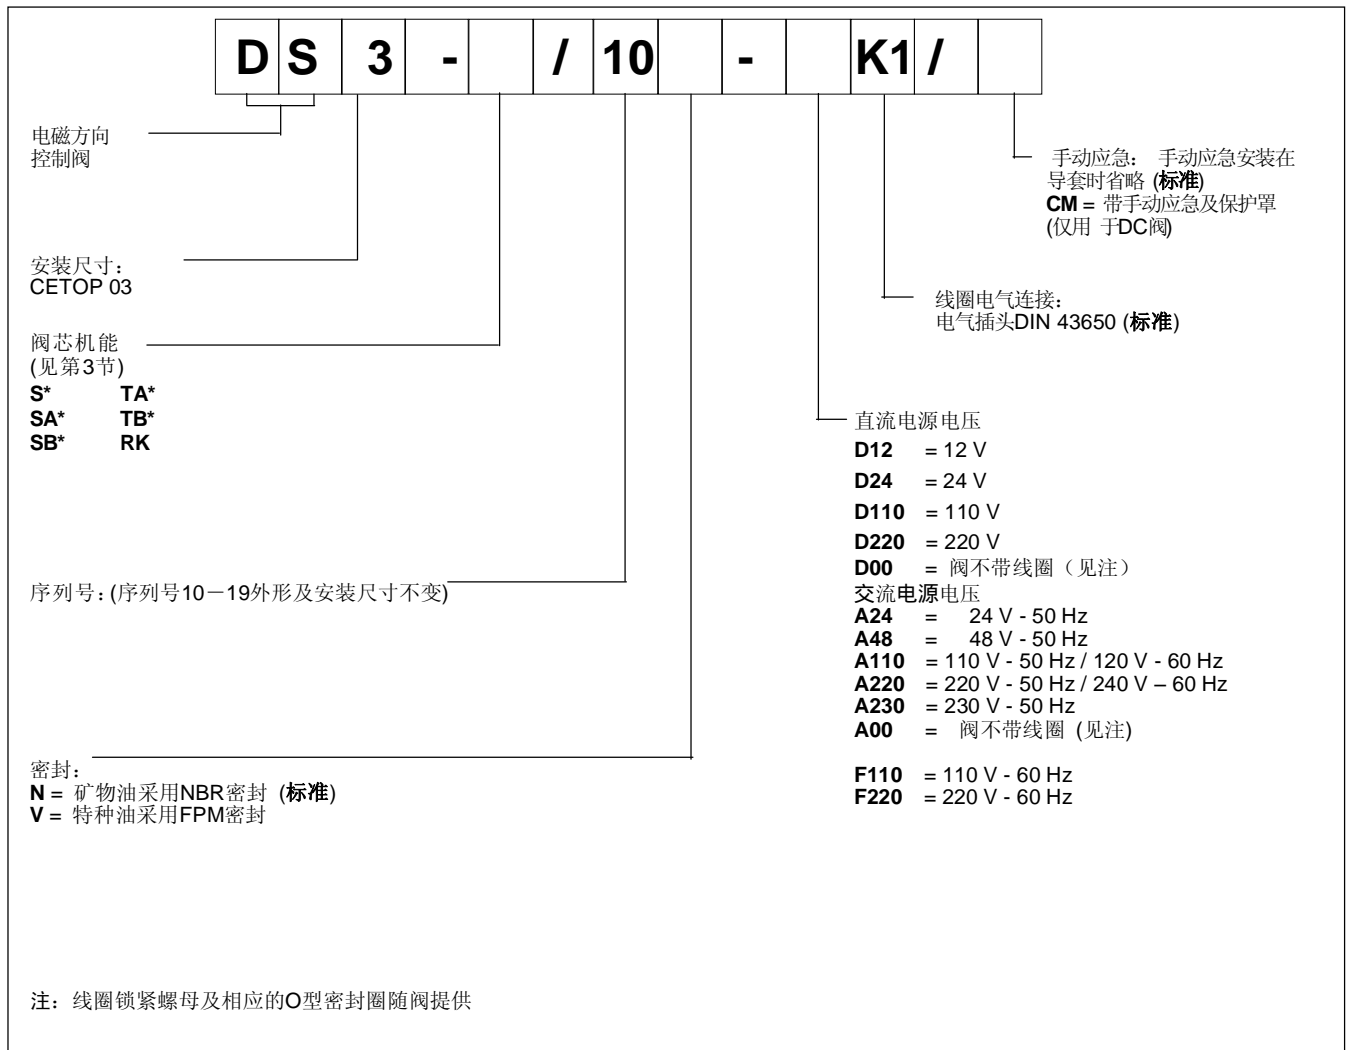 DS3- /10 - K1/
电磁方向
控制阀
手动应急： 手动应急安装在
导套时省略 (标准)
CM = 带手动应急及保护罩
(仅用 于DC阀)
安装尺寸：
CETOP 03
线圈电气连接：
电气插头DIN 43650 (标准)
阀芯机能
(见第3节)
S* TA*
SA* TB*
SB* RK
直流电源电压
D12 = 12 V
D24 = 24 V
D110 = 110 V
D220 = 220 V
D00 = 阀不带线圈（见注）
交流电源电压
A24 = 24 V - 50 Hz
A48 = 48 V - 50 Hz
A110 = 110 V - 50 Hz / 120 V - 60 Hz
A220 = 220 V - 50 Hz / 240 V – 60 Hz
A230 = 230 V - 50 Hz
A00 = 阀不带线圈 (见注)
F110 = 110 V - 60 Hz
F220 = 220 V - 60 Hz
序列号：(序列号10－19外形及安装尺寸不变)
密封：
N = 矿物油采用NBR密封 (标准)
V = 特种油采用FPM密封
注：线圈锁紧螺母及相应的O型密封圈随阀提供